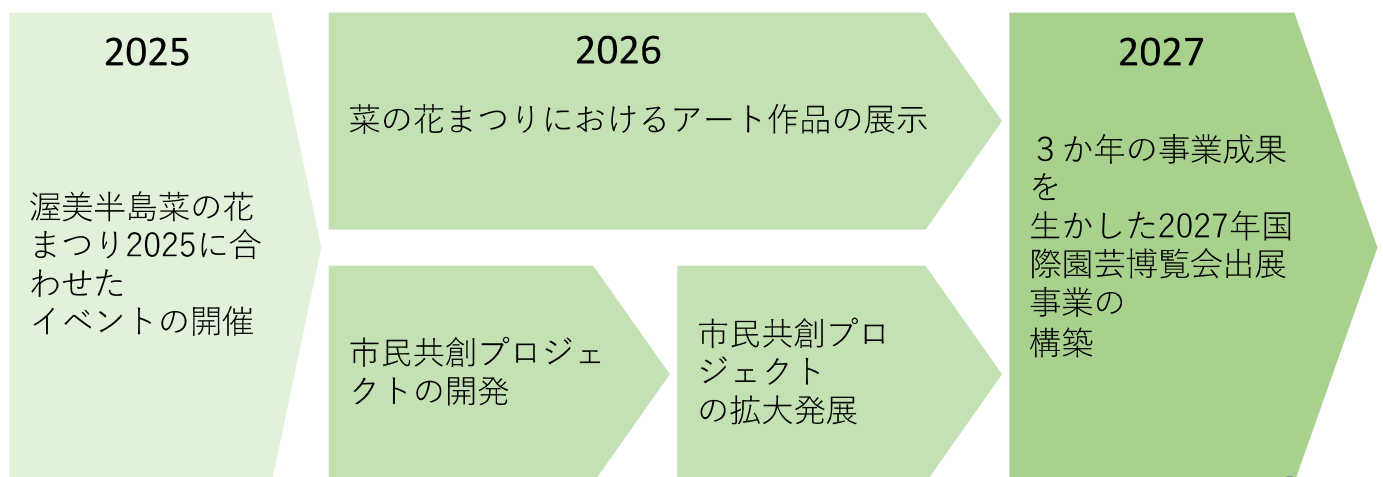 2025
渥美半島菜の花
まつり2025に合
わせた
イベントの開催
2026
菜の花まつりにおけるアート作品の展示
市民共創プロジェ
クトの開発
市民共創プロ
ジェクト
の拡大発展
2027
３か年の事業成果
を
生かした2027年国
際園芸博覧会出展
事業の
構築